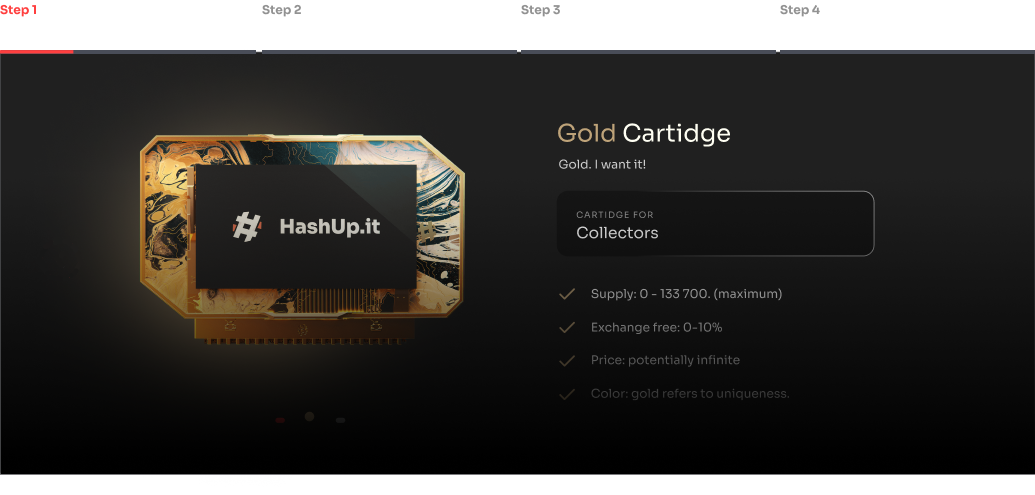 Step 1
Step 2
Step 3
Step 4
Gold Cartidge
Gold. I want it!
CARTIDGE FOR
Collectors
HashUp.it
Supply: 0 - 133 700. (maximum)
Exchange free: 0-10%
Price: potentially infinite
Color: gold refers to uniqueness.